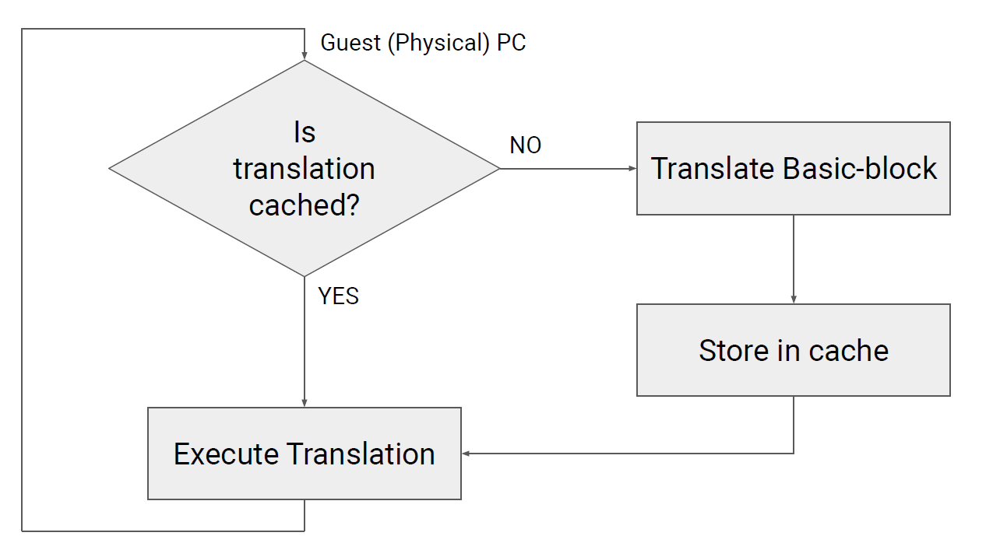 Guest (Physical) PC
Is
translation
cached?
NO
Translate Basic-block
YES
Store in cache
Execute Translation